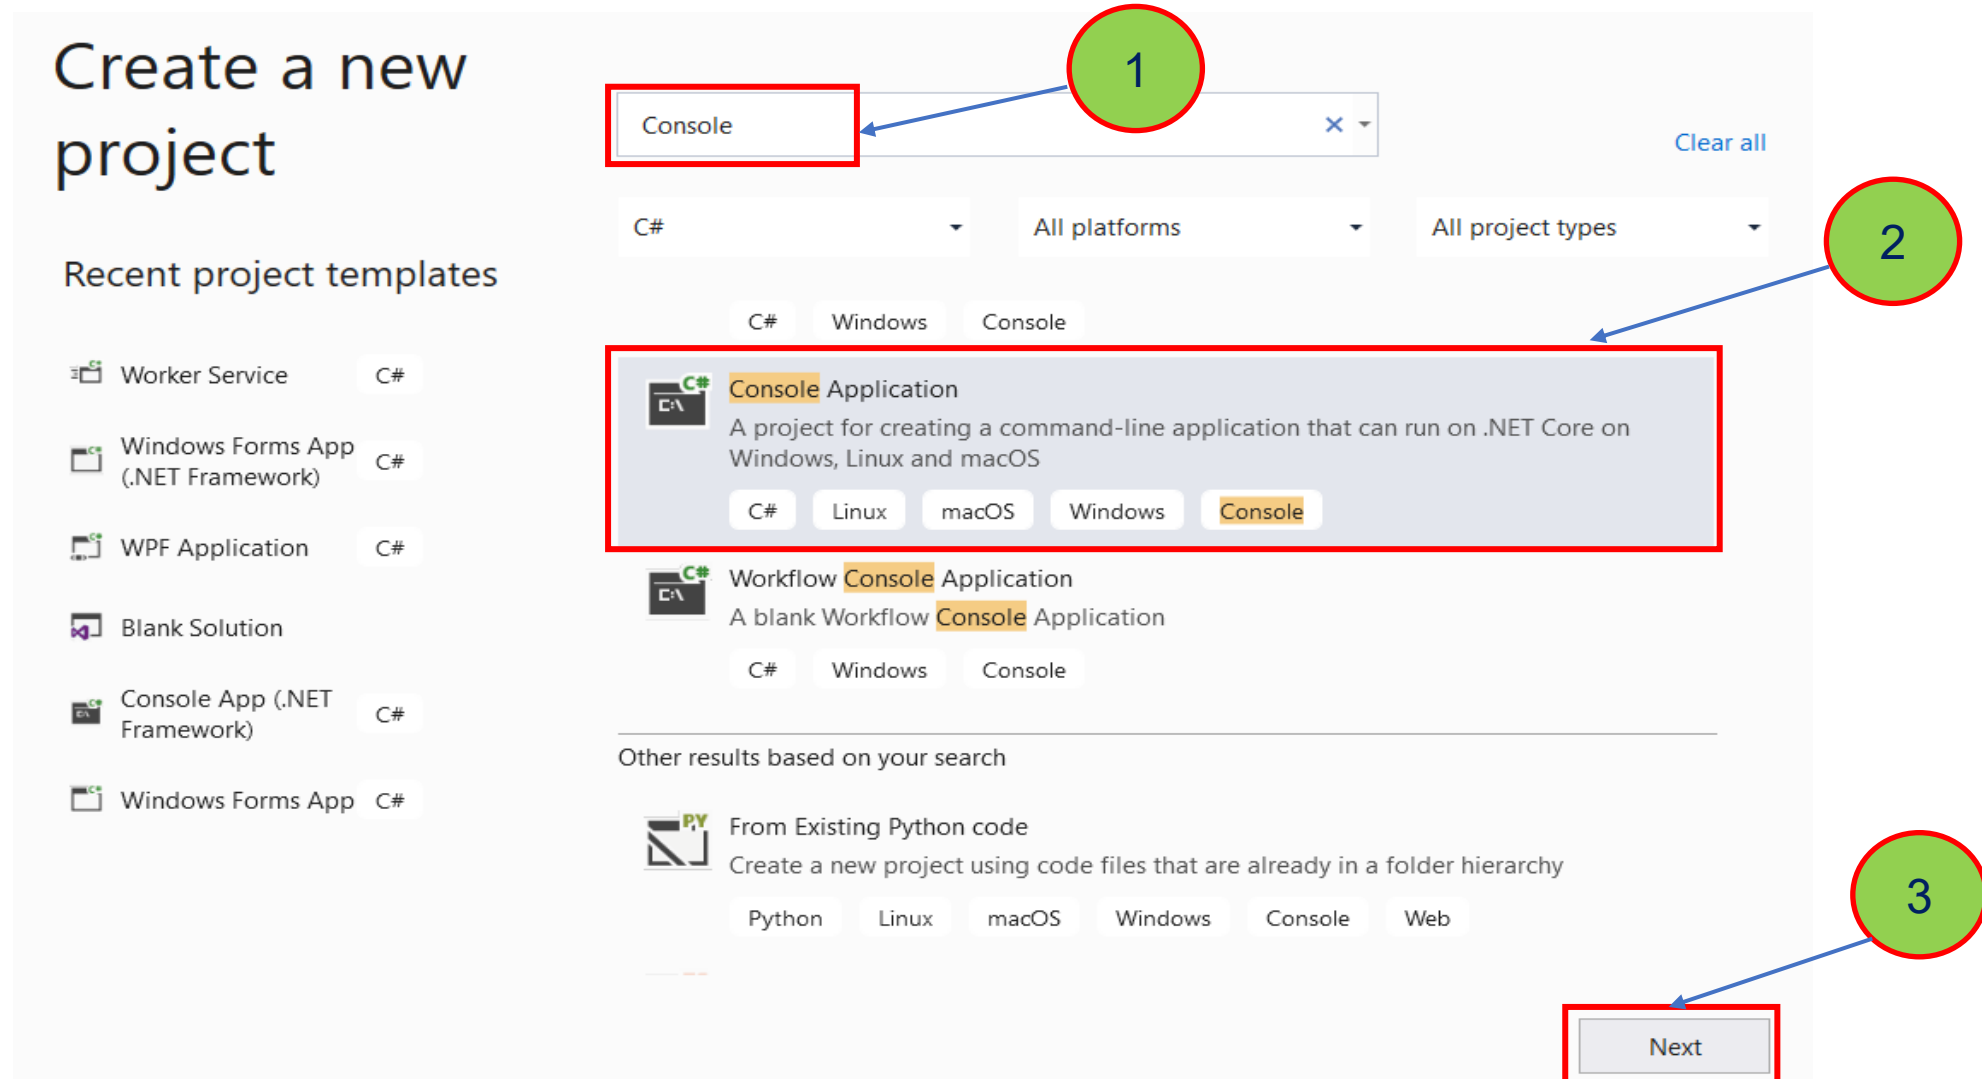 Create a new
project
Recent project templates
Worker Service C#
Windows Forms App
(.NET Framework) C#
WPF Application C#
Blank Solution
Console App (.NET
Framework) C#
Windows Forms App C#
1
Console
Clear all
C# All platforms All project types
2
C# Windows Console
Console Application
A project for creating a command-line application that can run on .NET Core on
Windows, Linux and macOS
C# Linux macOS Windows Console
Workflow Console Application
A blank Workflow Console Application
C# Windows Console
Other results based on your search
From Existing Python code
Create a new project using code files that are already in a folder hierarchy
Python Linux macOS Windows Console Web
3
Next